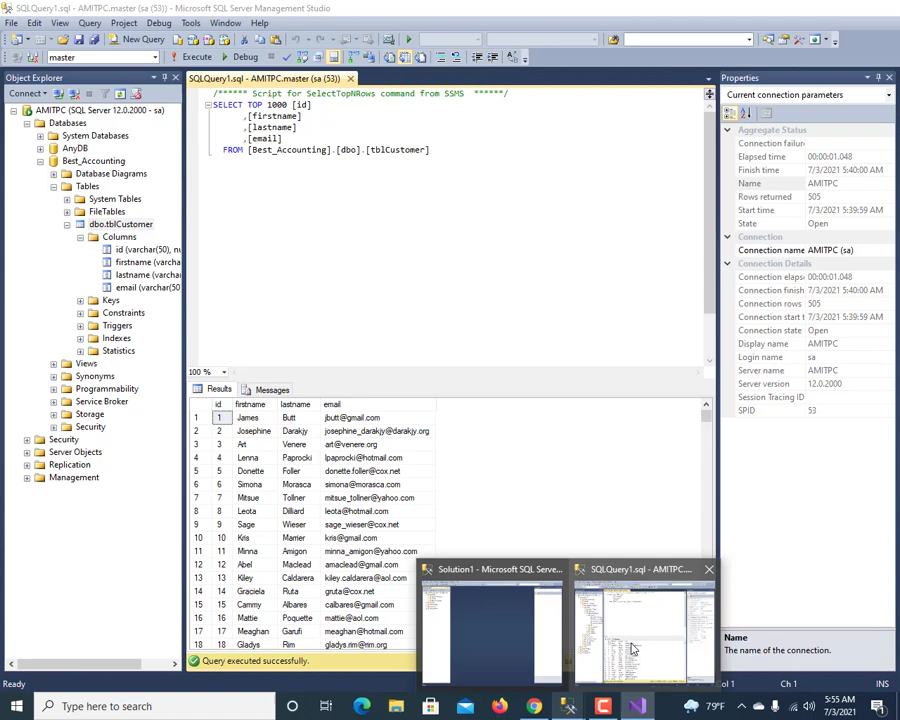 SQLQuery1.sql - AMITPC.master (sa (53)) - Microsoft SQL Server Management Studio
File Edit View Query Project Debug Tools Window Help
New Query
master Execute Debug
Object Explorer
Connect
AMITPC (SQL Server 12.0.2000 - sa)
Databases
System Databases
AnyDB
Best_Accounting
Database Diagrams
Tables
System Tables
FileTables
dbo.tblCustomer
Columns
id (varchar(50), nu
firstname (varcha
lastname (varchar
email (varchar(50
Keys
Constraints
Triggers
Indexes
Statistics
Views
Synonyms
Programmability
Service Broker
Storage
Security
Security
Server Objects
Replication
Management
SQLQuery1.sql - AMITPC.master (sa (53))
/****** Script for SelectTopNRows command from SSMS ******/
SELECT TOP 1000 [id]
,[firstname]
,[lastname]
,[email]
FROM [Best_Accounting].[dbo].[tblCustomer]
100 %
Results Messages
id firstname lastname email
1 1 James Butt jbutt@gmail.com
2 2 Josephine Darakjy josephine_darakjy@darakjy.org
3 3 Art Venere art@venere.org
4 4 Lenna Paprocki lpaprocki@hotmail.com
5 5 Donette Foller donette.foller@cox.net
6 6 Simona Morasca simona@morasca.com
7 7 Mitsue Tollner mitsue_tollner@yahoo.com
8 8 Leota Dilliard leota@hotmail.com
9 9 Sage Wieser sage_wieser@cox.net
10 10 Kris Marrier kris@gmail.com
11 11 Minna Amigon minna_amigon@yahoo.com
12 12 Abel Maclead amaclead@gmail.com
13 13 Kiley Caldarera kiley.caldarera@aol.com
14 14 Graciela Ruta gruta@cox.net
15 15 Cammy Albares calbares@gmail.com
16 16 Mattie Poquette mattie@aol.com
17 17 Meaghan Garufi meaghan@hotmail.com
18 18 Gladys Rim gladys.rim@rim.org
Query executed successfully.
Properties
Current connection parameters
Aggregate Status
Connection failur
Elapsed time 00:00:01.048
Finish time 7/3/2021 5:40:00 AM
Name AMITPC
Rows returned 505
Start time 7/3/2021 5:39:59 AM
State Open
Connection
Connection name AMITPC (sa)
Connection Details
Connection elaps 00:00:01.048
Connection finish 7/3/2021 5:40:00 AM
Connection rows 505
Connection start t 7/3/2021 5:39:59 AM
Connection state Open
Display name AMITPC
Login name sa
Server name AMITPC
Server version 12.0.2000
Session Tracing ID
SPID 53
Name
The name of the connection.
Solution1 - Microsoft SQL Serve...
SQLQuery1.sql - AMITPC....
Ready
Col 1 Ch 1 INS
Type here to search
79°F
5:55 AM
7/3/2021
1